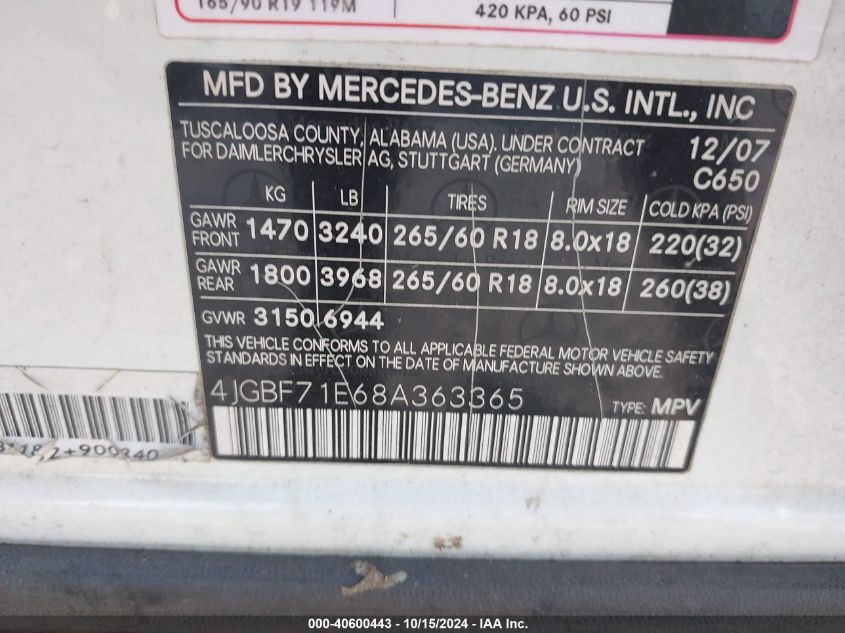 165/90 R19 119M
420 KPA, 60 PSI
MFD BY MERCEDES-BENZ U.S. INTL., INC
TUSCALOOSA COUNTY, ALABAMA (USA). UNDER CONTRACT
FOR DAIMLERCHRYSLER AG, STUTTGART (GERMANY)
12/07
C650
KG LB TIRES RIM SIZE COLD KPA (PSI)
GAWR FRONT 1470 3240 265/60 R18 8.0x18 220(32)
GAWR REAR 1800 3968 265/60 R18 8.0x18 260(38)
GVWR 3150 6944
THIS VEHICLE CONFORMS TO ALL APPLICABLE FEDERAL MOTOR VEHICLE SAFETY
STANDARDS IN EFFECT ON THE DATE OF MANUFACTURE SHOWN ABOVE.
4JGBF71E68A363365
TYPE: MPV
000-40600443 - 10/15/2024 - IAA Inc.